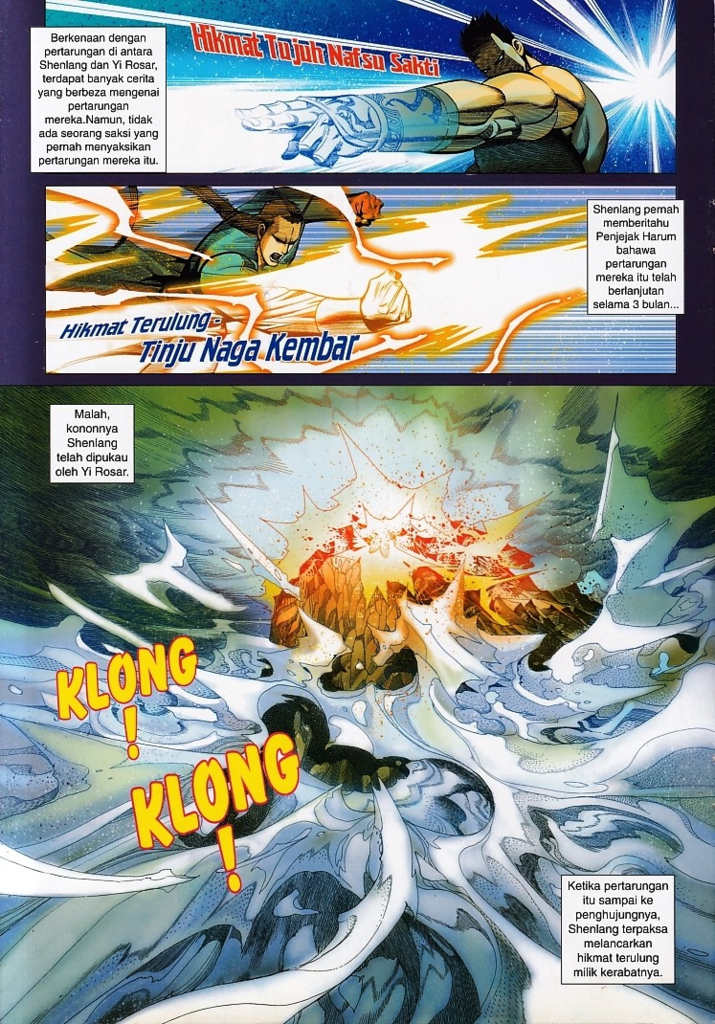 Berkenaan dengan
pertarungan di antara
Shenlang dan Yi Rosar,
terdapat banyak cerita
yang berbeza mengenai
pertarungan
mereka.Namun, tidak
ada seorang saksi yang
pernah menyaksikan
pertarungan mereka itu.
Hikmat Tujuh Nafsu Sakti
Shenlang pernah
memberitahu
Penjejak Harum
bahawa
pertarungan
mereka itu telah
berlanjutan
selama 3 bulan...
Hikmat Terulung-
Tinju Naga Kembar
Malah,
kononnya
Shenlang
telah dipukau
oleh Yi Rosar.
KLONG
!
KLONG
!
Ketika pertarungan
itu sampai ke
penghujungnya,
Shenlang terpaksa
melancarkan
hikmat terulung
milik kerabatnya.